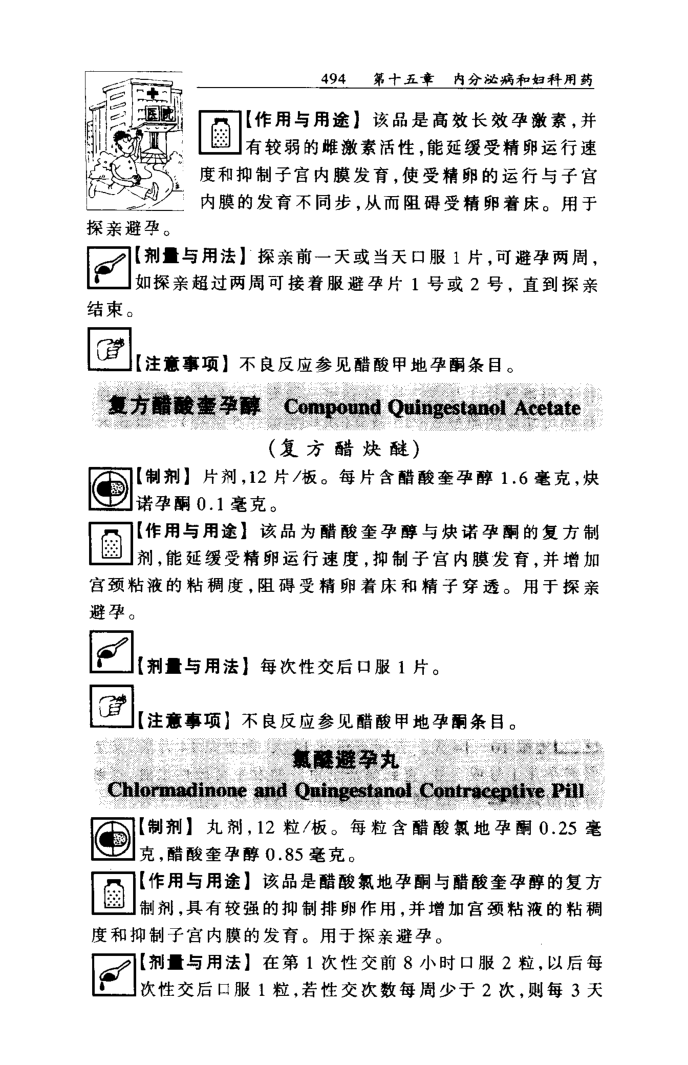 494 第十五章 内分泌病和妇科用药
医院
【作用与用途】该品是高效长效孕激素,并
有较弱的雌激素活性,能延缓受精卵运行速
度和抑制子宫内膜发育,使受精卵的运行与子宫
内膜的发育不同步,从而阻碍受精卵着床。用于
探亲避孕。
【剂量与用法】探亲前一天或当天口服1片,可避孕两周,
如探亲超过两周可接着服避孕片1号或2号,直到探亲
结束。
【注意事项】不良反应参见醋酸甲地孕酮条目。
复方醋酸奎孕醇 Compound Quingestanol Acetate
(复方醋炔醚)
【制剂】片剂,12片/板。每片含醋酸奎孕醇1.6毫克,炔
诺孕酮0.1毫克。
【作用与用途】该品为醋酸奎孕醇与炔诺孕酮的复方制
剂,能延缓受精卵运行速度,抑制子宫内膜发育,并增加
宫颈粘液的粘稠度,阻碍受精卵着床和精子穿透。用于探亲
避孕。
【剂量与用法】每次性交后口服1片。
【注意事项】不良反应参见醋酸甲地孕酮条目。
氯醚避孕丸
Chlormadinone and Quingestanol Contraceptive Pill
【制剂】丸剂,12粒/板。每粒含醋酸氯地孕酮0.25毫
克,醋酸奎孕醇0.85毫克。
【作用与用途】该品是醋酸氯地孕酮与醋酸奎孕醇的复方
制剂,具有较强的抑制排卵作用,并增加宫颈粘液的粘稠
度和抑制子宫内膜的发育。用于探亲避孕。
【剂量与用法】在第1次性交前8小时口服2粒,以后每
次性交后口服1粒,若性交次数每周少于2次,则每3天